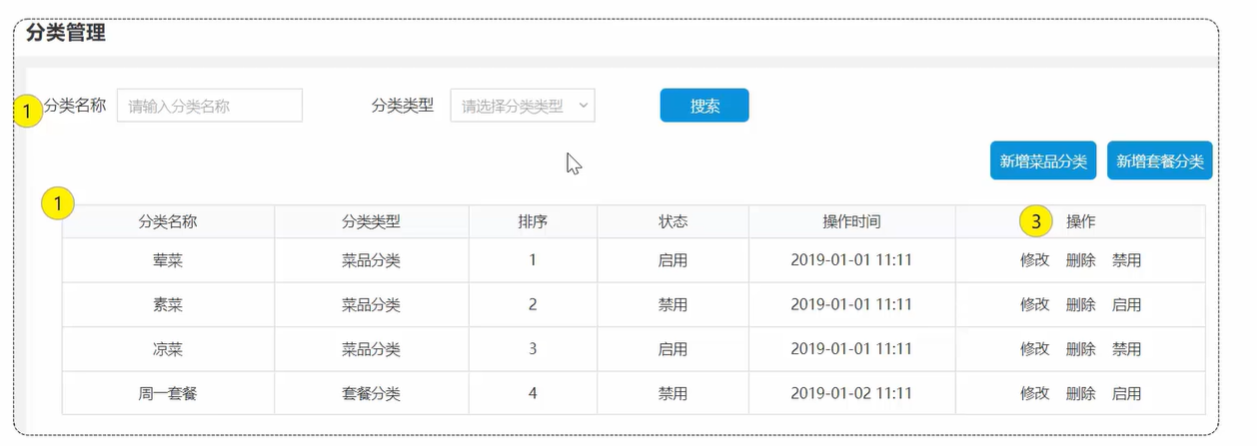 分类管理
1 分类名称 请输入分类名称 分类类型 请选择分类类型 搜索
新增菜品分类 新增套餐分类
1
分类名称 分类类型 排序 状态 操作时间 3 操作
荤菜 菜品分类 1 启用 2019-01-01 11:11 修改 删除 禁用
素菜 菜品分类 2 禁用 2019-01-01 11:11 修改 删除 启用
凉菜 菜品分类 3 启用 2019-01-01 11:11 修改 删除 禁用
周一套餐 套餐分类 4 禁用 2019-01-02 11:11 修改 删除 启用